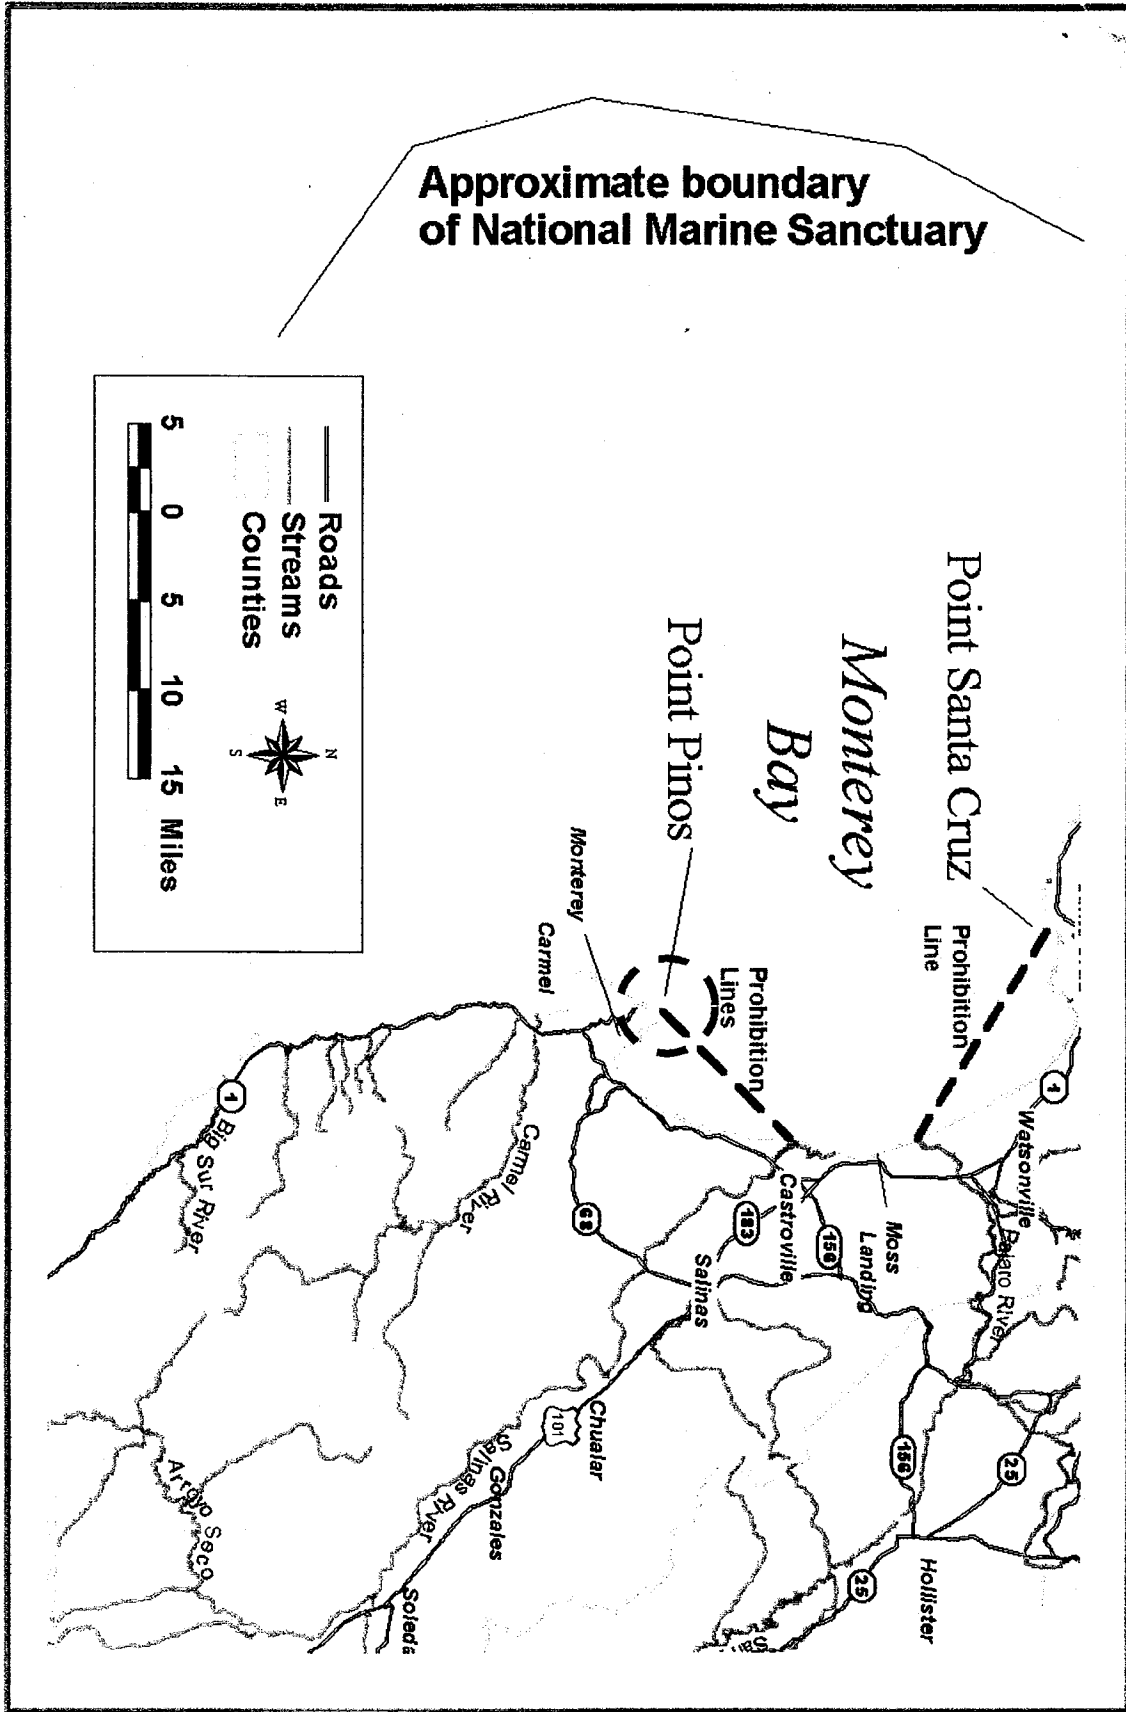 Approximate boundary
of National Marine Sanctuary
Point Santa Cruz
Monterey
Bay
Point Pinos
Prohibition
Line
Prohibition
Lines
Monterey
Carmel
1
Watsonville
Pajaro River
Moss
Landing
Castroville
156
183
Salinas
68
Carmel River
1
Big Sur River
Hollister
25
156
25
Chualar
101
Gonzales
Salinas River
Soleda
Arroyo Seco
Roads
Streams
Counties
N
W
E
S
5 0 5 10 15 Miles